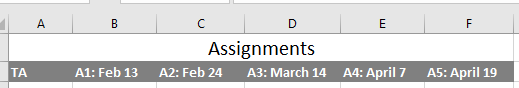 A B C D E F
Assignments
TA A1: Feb 13 A2: Feb 24 A3: March 14 A4: April 7 A5: April 19